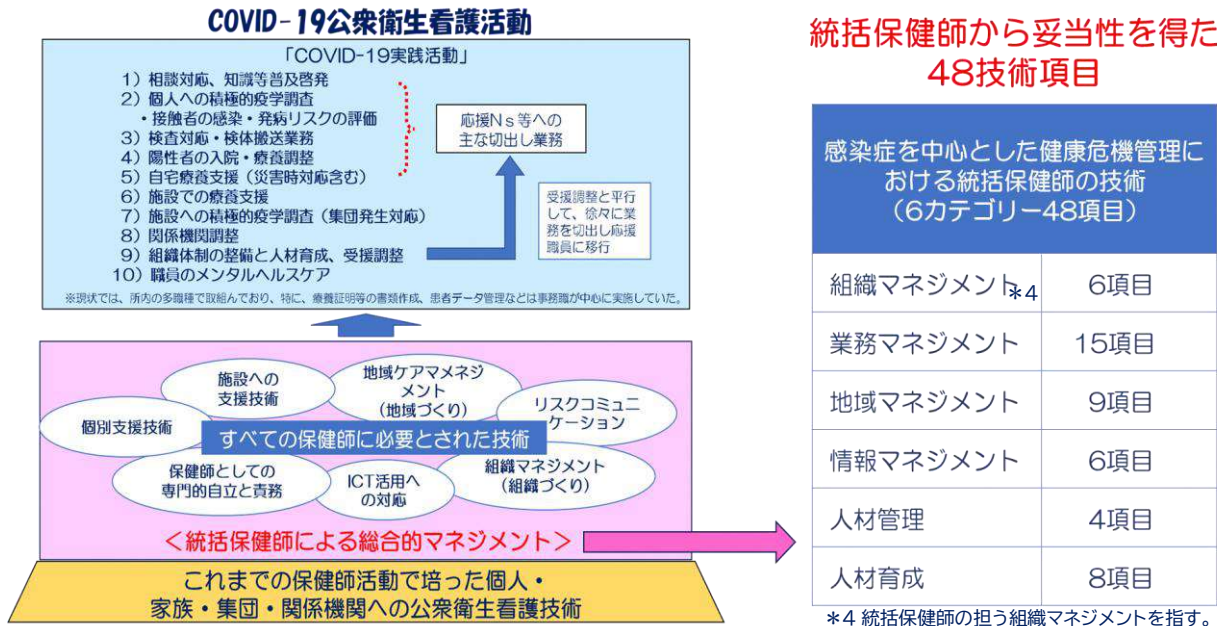 COVID-19公衆衛生看護活動
「COVID-19実践活動」
1）相談対応、知識等普及啓発
2）個人への積極的疫学調査
・接触者の感染・発病リスクの評価
3）検査対応・検体搬送業務
4）陽性者の入院・療養調整
5）自宅療養支援（災害時対応含む）
6）施設での療養支援
7）施設への積極的疫学調査（集団発生対応）
8）関係機関調整
9）組織体制の整備と人材育成、受援調整
10）職員のメンタルヘルスケア
応援Ns等への
主な切出し業務
受援調整と平行
して、徐々に業
務を切出し応援
職員に移行
※現状では、所内の多職種で取組んでおり、特に、療養証明等の書類作成、患者データ管理などは事務職が中心に実施していた。
施設への
支援技術
地域ケアマメネジ
メント
（地域づくり）
リスクコミュニ
ケーション
個別支援技術
すべての保健師に必要とされた技術
保健師としての
専門的自立と責務
ICT活用へ
の対応
組織マネジメント
（組織づくり）
＜統括保健師による総合的マネジメント＞
これまでの保健師活動で培った個人・
家族・集団・関係機関への公衆衛生看護技術
統括保健師から妥当性を得た
48技術項目
感染症を中心とした健康危機管理に
おける統括保健師の技術
（6カテゴリー48項目）
組織マネジメント＊4 6項目
業務マネジメント 15項目
地域マネジメント 9項目
情報マネジメント 6項目
人材管理 4項目
人材育成 8項目
＊4 統括保健師の担う組織マネジメントを指す。